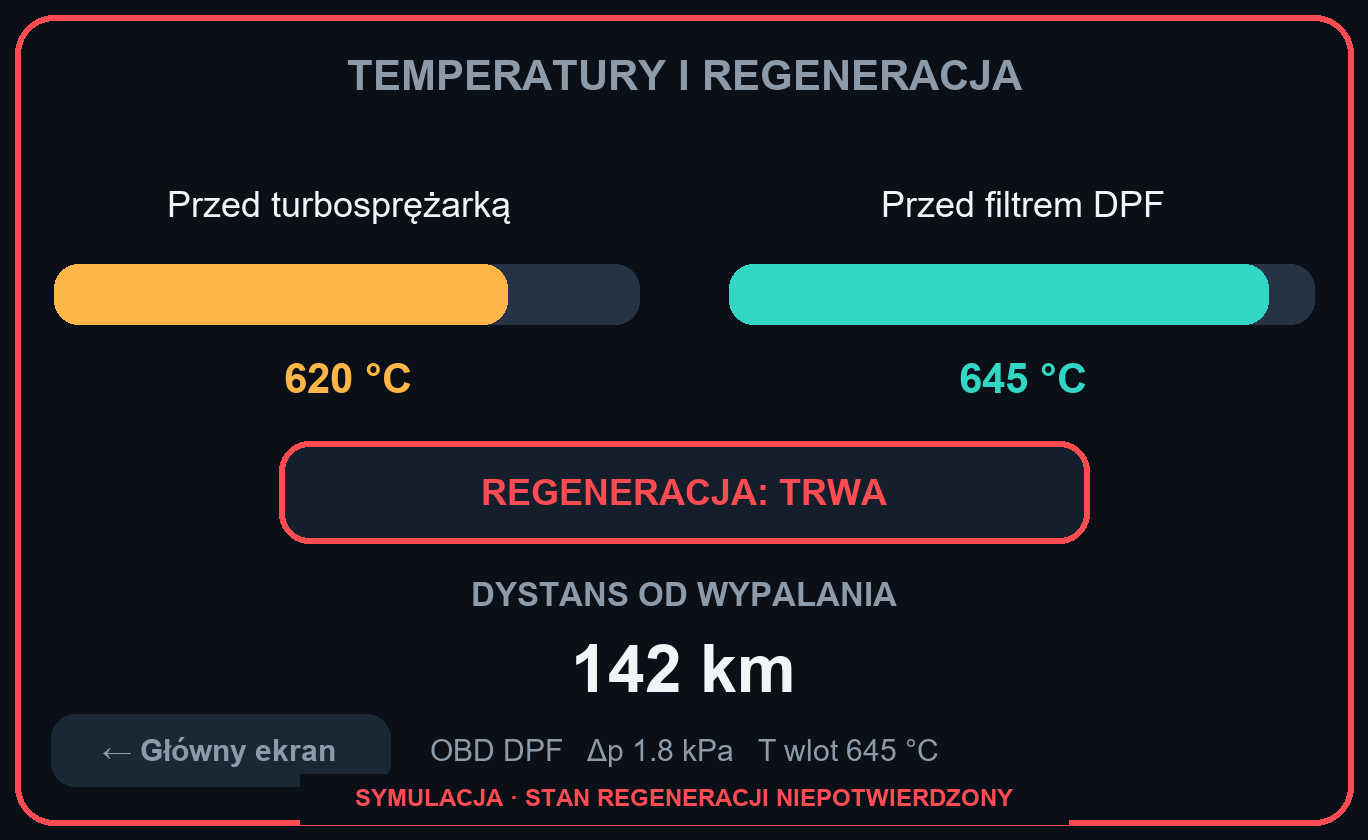 TEMPERATURY I REGENERACJA
Przed turbosprężarką
Przed filtrem DPF
620 °C
645 °C
REGENERACJA: TRWA
DYSTANS OD WYPALANIA
142 km
← Główny ekran
OBD DPF Δp 1.8 kPa T wlot 645 °C
SYMULACJA · STAN REGENERACJI NIEPOTWIERDZONY